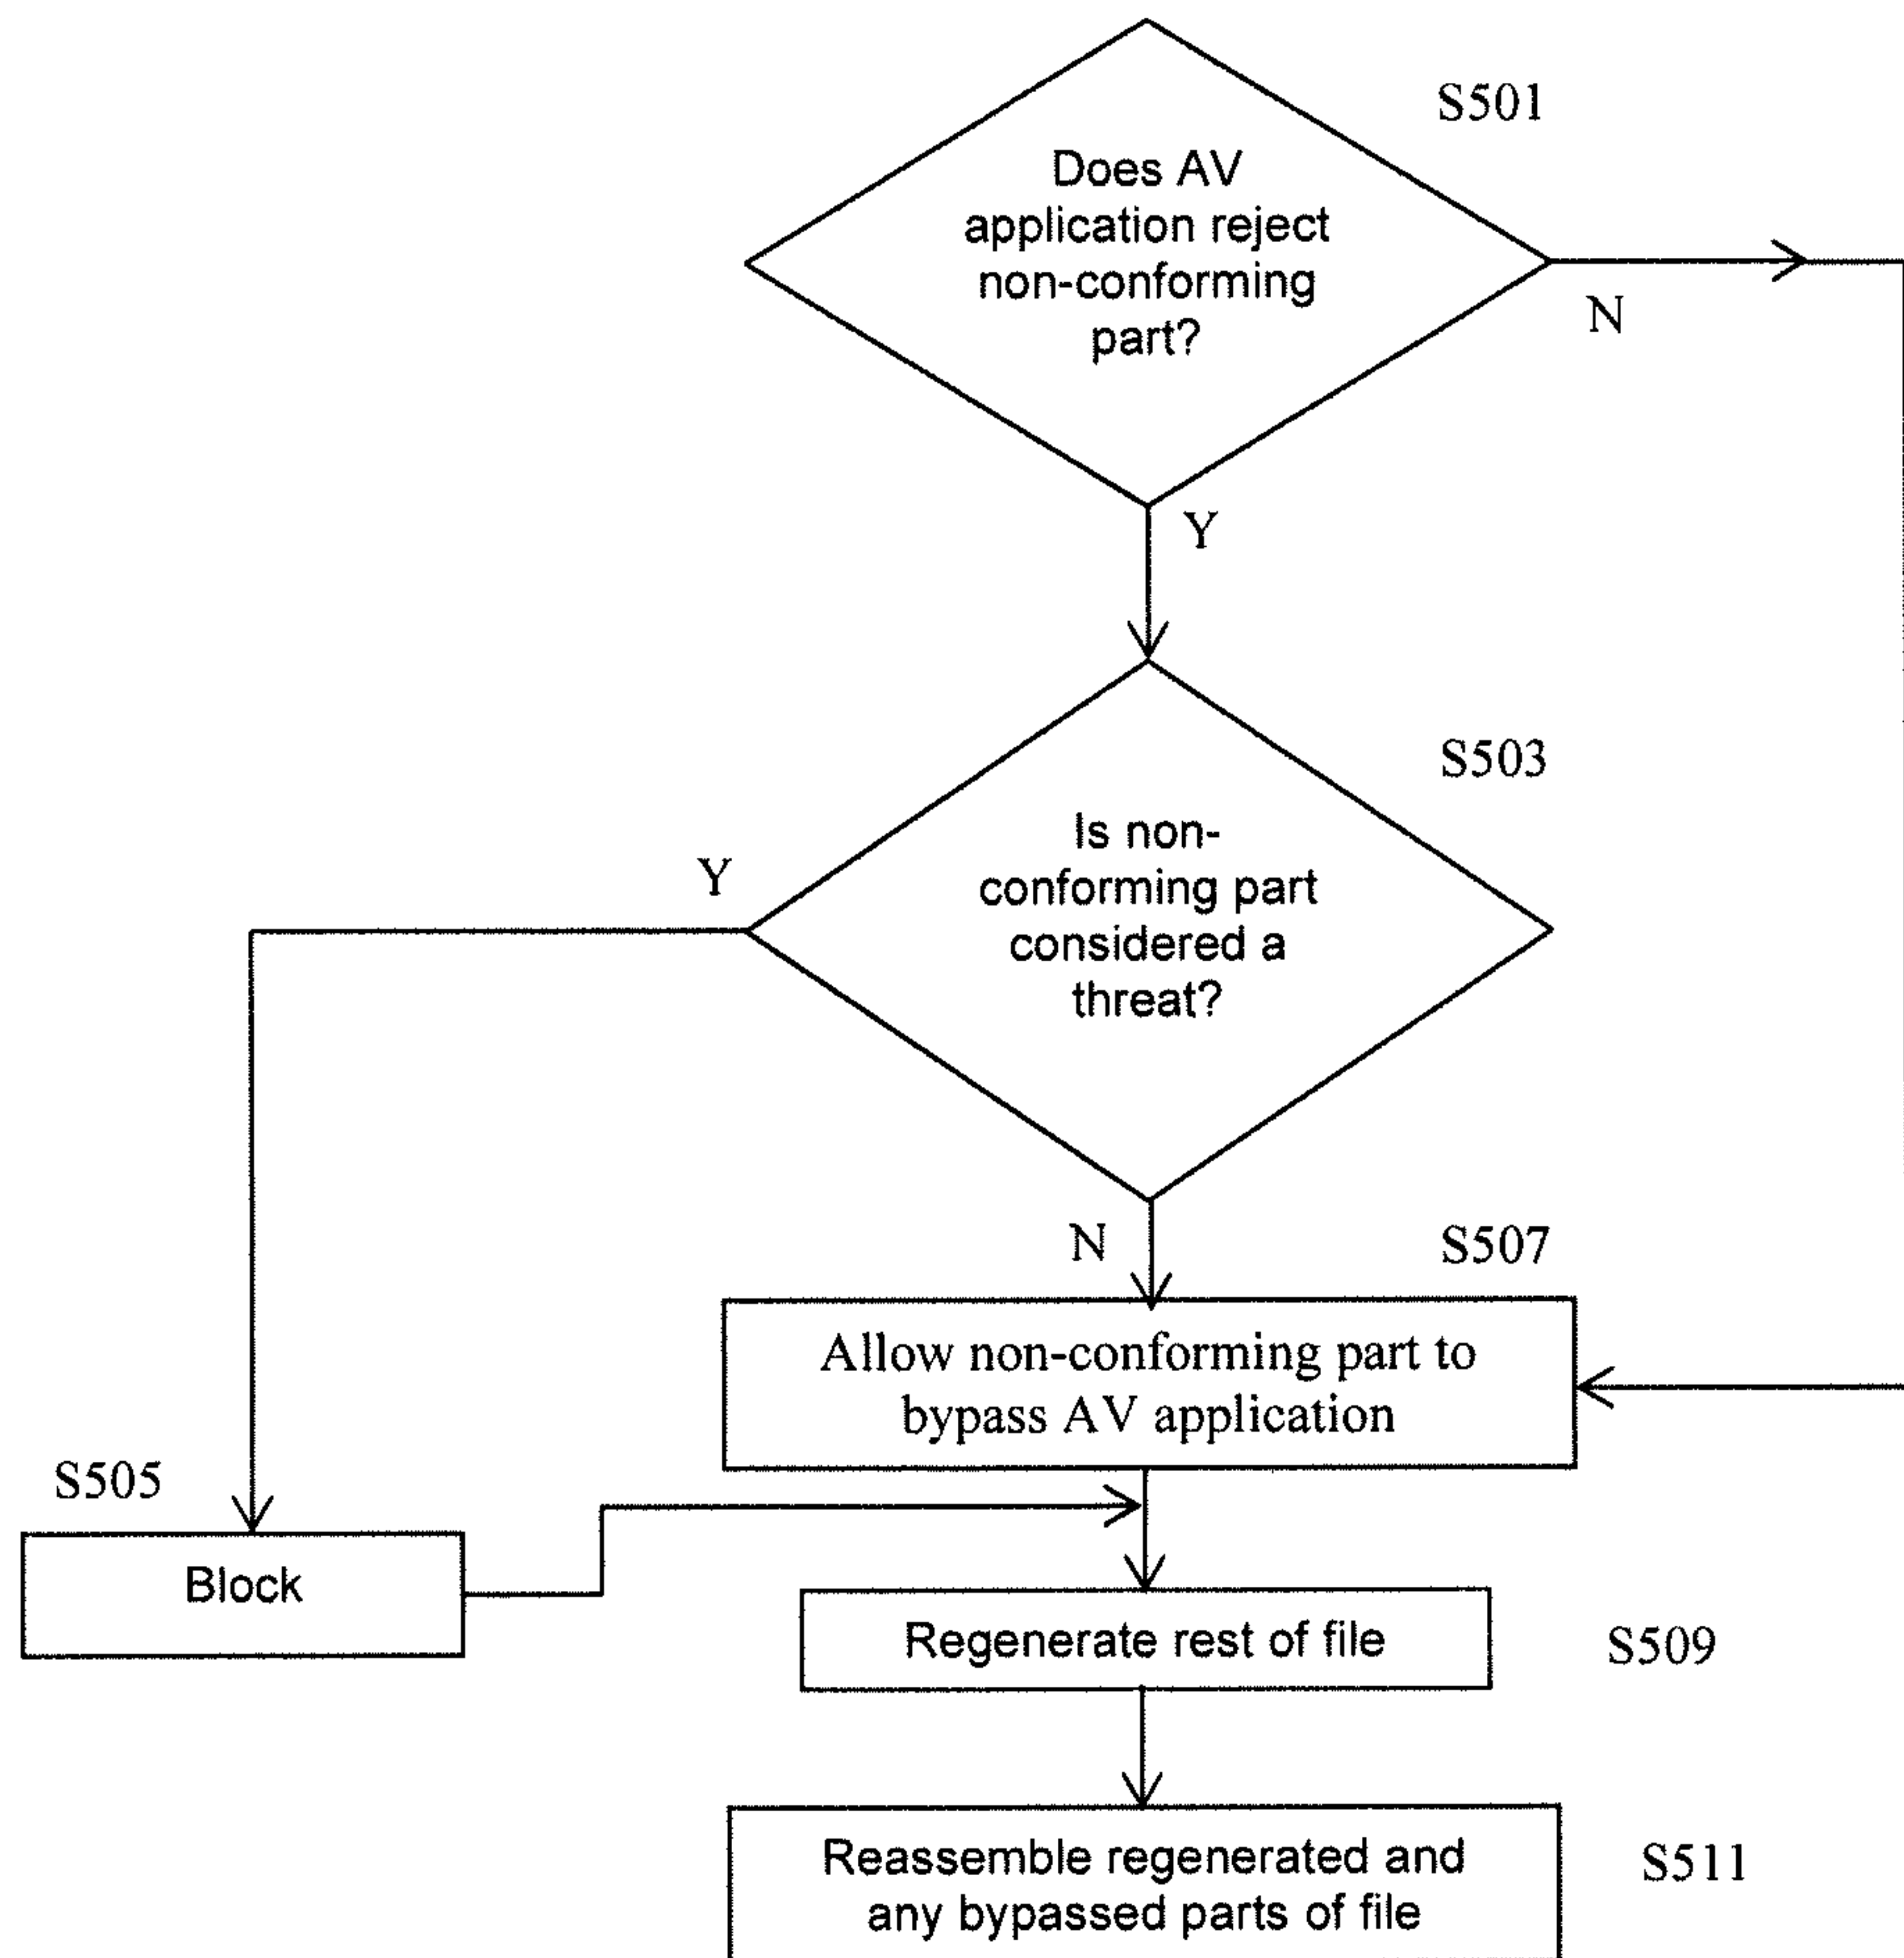 S501
Does AV
application reject
non-conforming
part?
N
Y
S503
Is non-
conforming part
considered a
threat?
Y
N
S507
Allow non-conforming part to
bypass AV application
S505
Block
Regenerate rest of file
S509
Reassemble regenerated and
any bypassed parts of file
S511